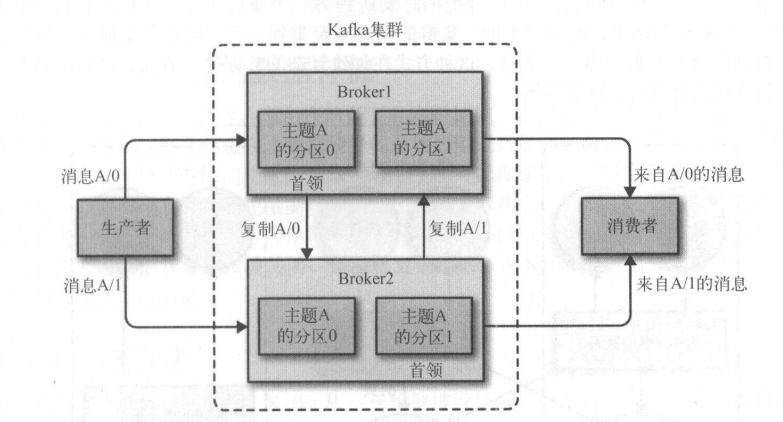 Kafka集群
Broker1
主题A
的分区0
主题A
的分区1
首领
消息A/0
来自A/0的消息
生产者
复制A/0
复制A/1
消费者
消息A/1
来自A/1的消息
Broker2
主题A
的分区0
主题A
的分区1
首领